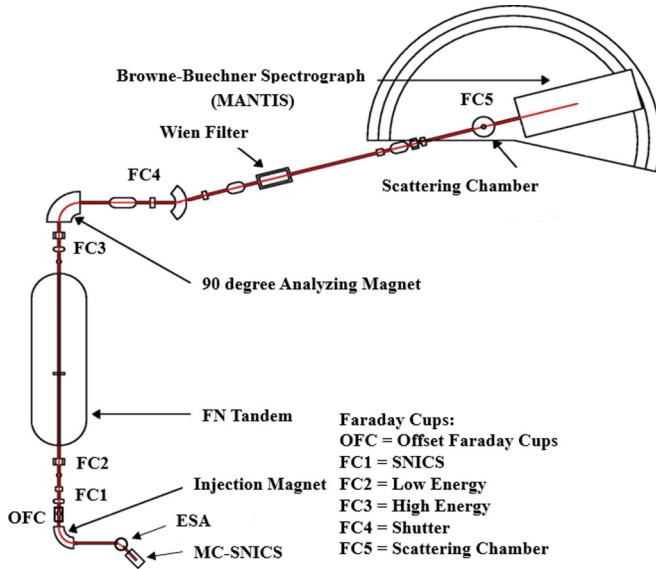 Browne-Buechner Spectrograph
(MANTIS)
FC5
Wien Filter
FC4
Scattering Chamber
FC3
90 degree Analyzing Magnet
FN Tandem
Faraday Cups:
OFC = Offset Faraday Cups
FC1 = SNICS
FC2 = Low Energy
FC3 = High Energy
FC4 = Shutter
FC5 = Scattering Chamber
FC2
Injection Magnet
FC1
OFC
ESA
MC-SNICS